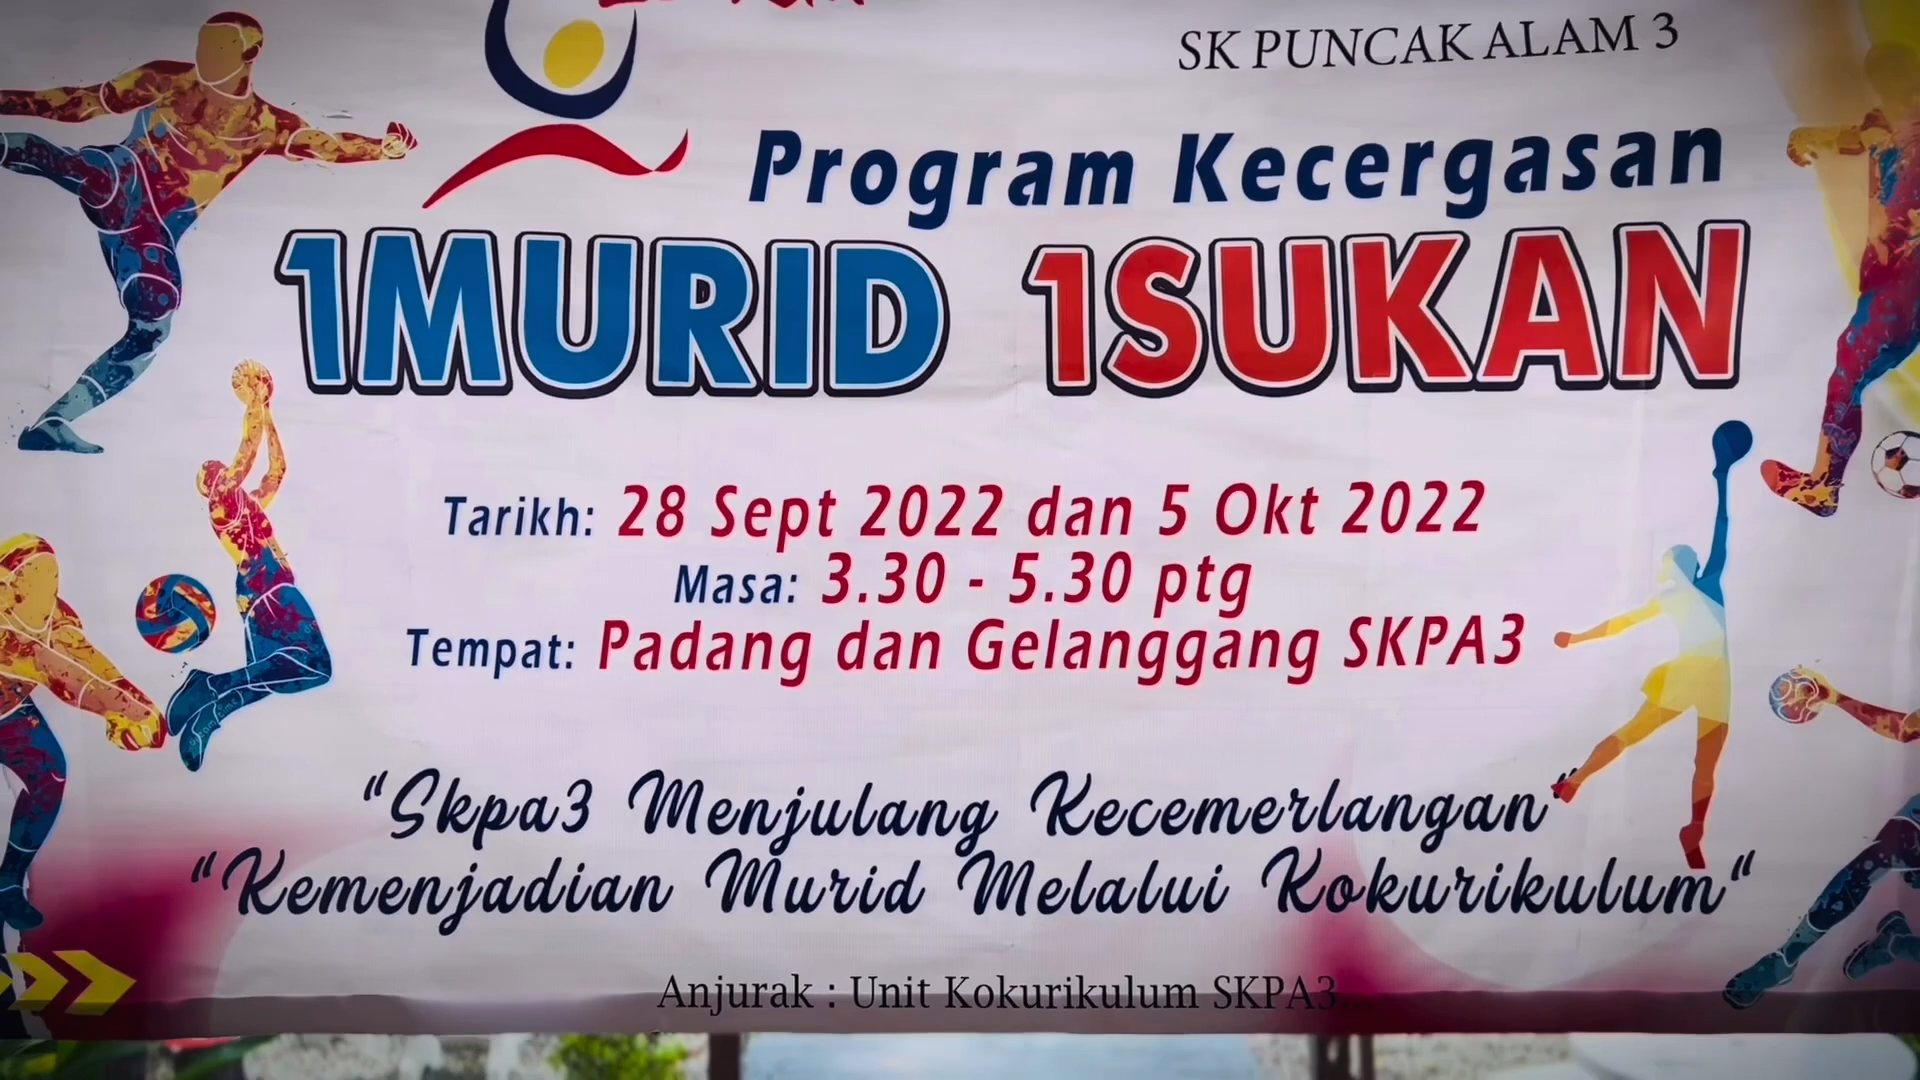 SK PUNCAK ALAM 3
Program Kecergasan
1MURID 1SUKAN
Tarikh: 28 Sept 2022 dan 5 Okt 2022
Masa: 3.30 - 5.30 ptg
Tempat: Padang dan Gelanggang SKPA3
"Skpa3 Menjulang Kecemerlangan"
"Kemenjadian Murid Melalui Kokurikulum"
Anjurak : Unit Kokurikulum SKPA3